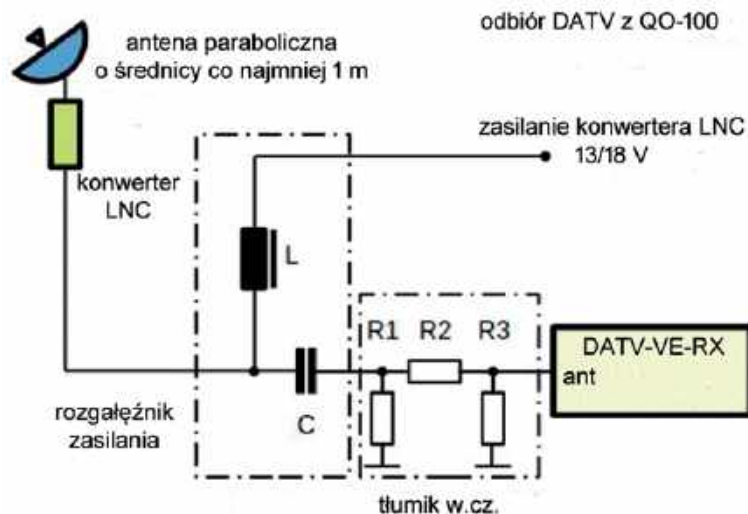 odbiór DATV z QO-100
antena paraboliczna
o średnicy co najmniej 1 m
zasilanie konwertera LNC
13/18 V
konwerter
LNC
L
R1 R2 R3
DATV-VE-RX
ant
C
rozgałęźnik
zasilania
tłumik w.cz.